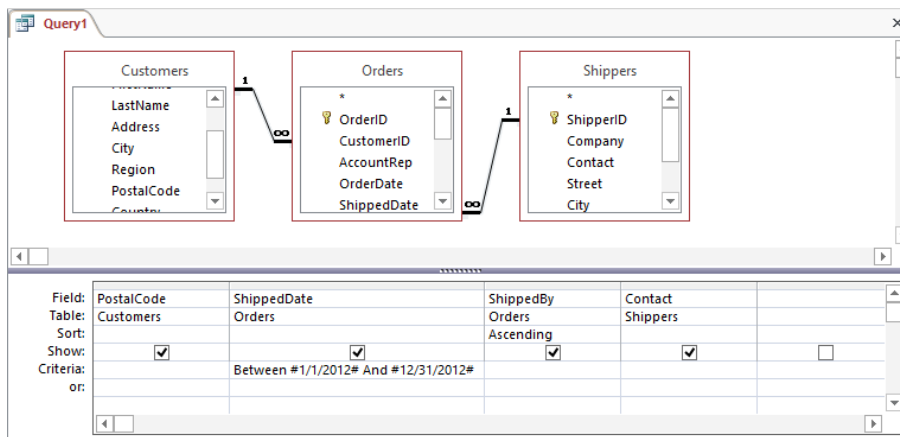 Query1
Customers
FirstName
LastName
Address
City
Region
PostalCode
Country
1
∞
Orders
*
OrderID
CustomerID
AccountRep
OrderDate
ShippedDate
∞
1
Shippers
*
ShipperID
Company
Contact
Street
City
Field: PostalCode ShippedDate ShippedBy Contact
Table: Customers Orders Orders Shippers
Sort: Ascending
Show:
Criteria: Between #1/1/2012# And #12/31/2012#
or: